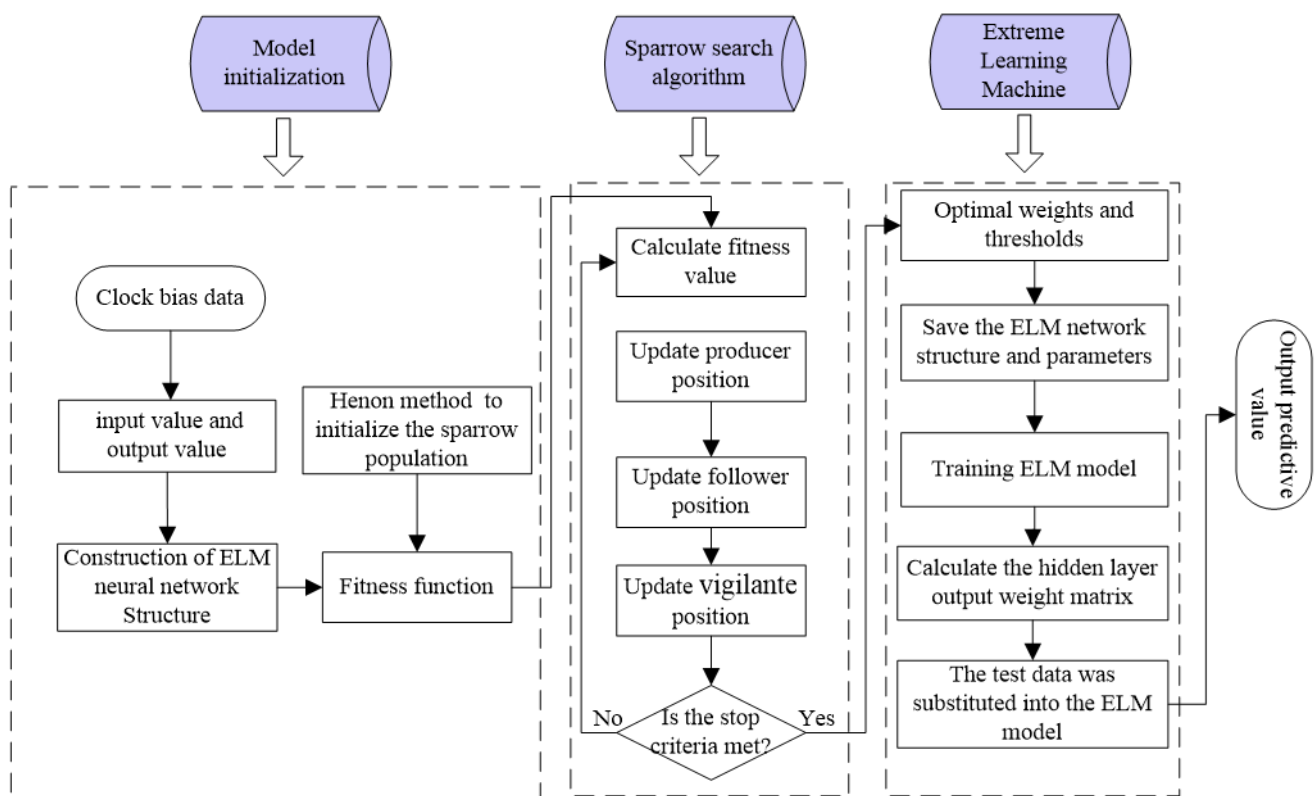 Model
initialization
Sparrow search
algorithm
Extreme
Learning
Machine
Clock bias data
input value and
output value
Construction of ELM
neural network
Structure
Henon method to
initialize the sparrow
population
Fitness function
Calculate fitness
value
Update producer
position
Update follower
position
Update vigilante
position
Is the stop
criteria met?
No
Yes
Optimal weights and
thresholds
Save the ELM network
structure and parameters
Training ELM model
Calculate the hidden layer
output weight matrix
The test data was
substituted into the ELM
model
Output predictive
value